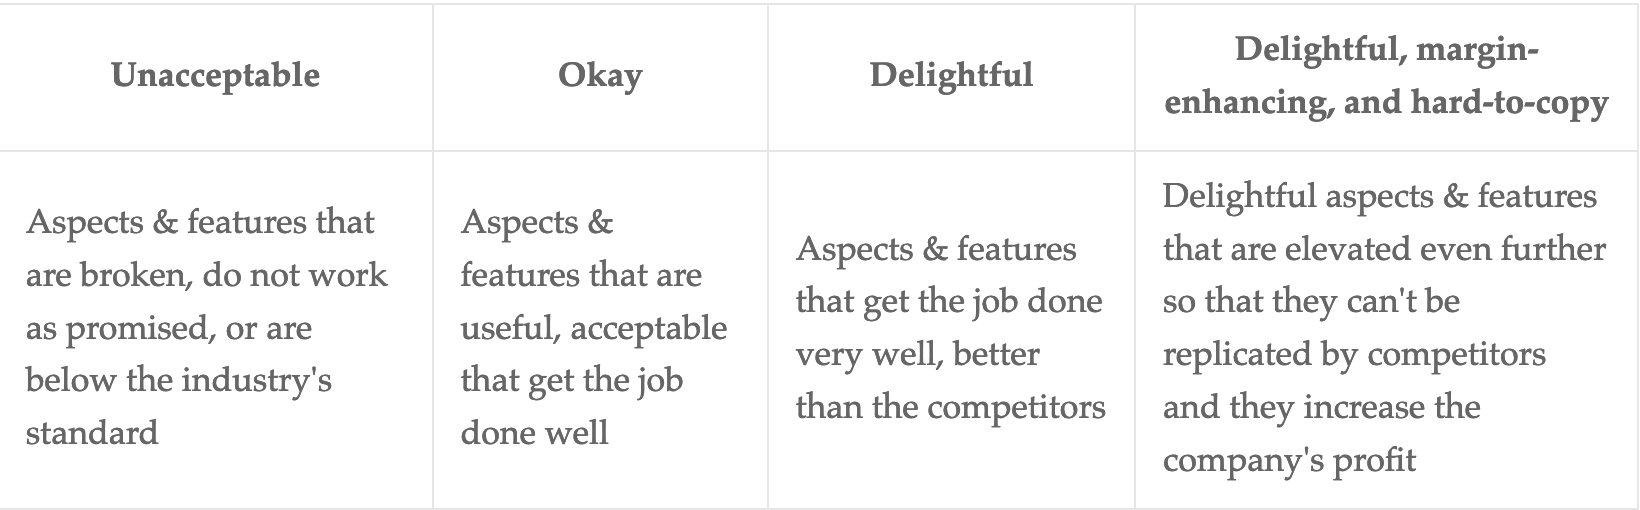 Unacceptable
Okay
Delightful
Delightful, margin-
enhancing, and hard-to-copy
Aspects & features that
are broken, do not work
as promised, or are
below the industry's
standard
Aspects &
features that are
useful, acceptable
that get the job
done well
Aspects & features
that get the job done
very well, better
than the competitors
Delightful aspects & features
that are elevated even further
so that they can't be
replicated by competitors
and they increase the
company's profit